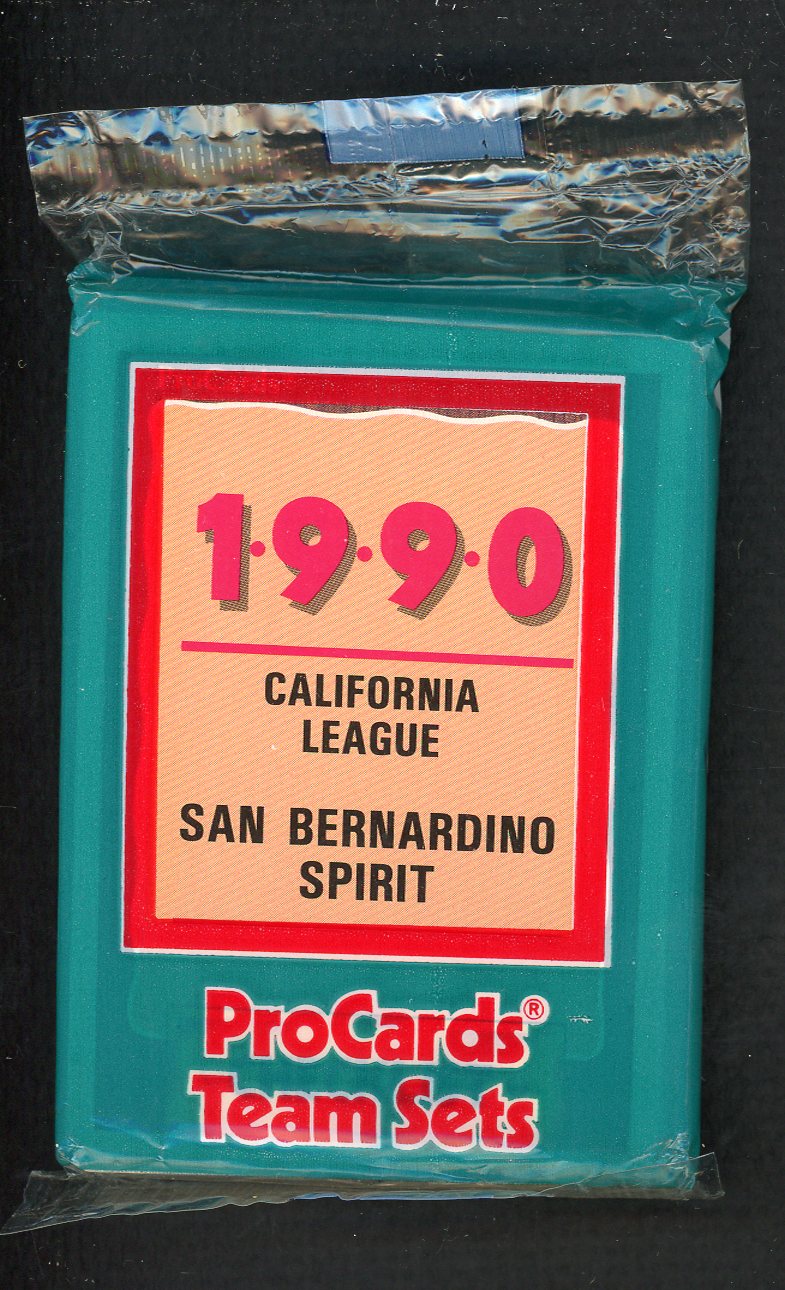 1·9·9·0
CALIFORNIA
LEAGUE
SAN BERNARDINO
SPIRIT
ProCards®
Team Sets